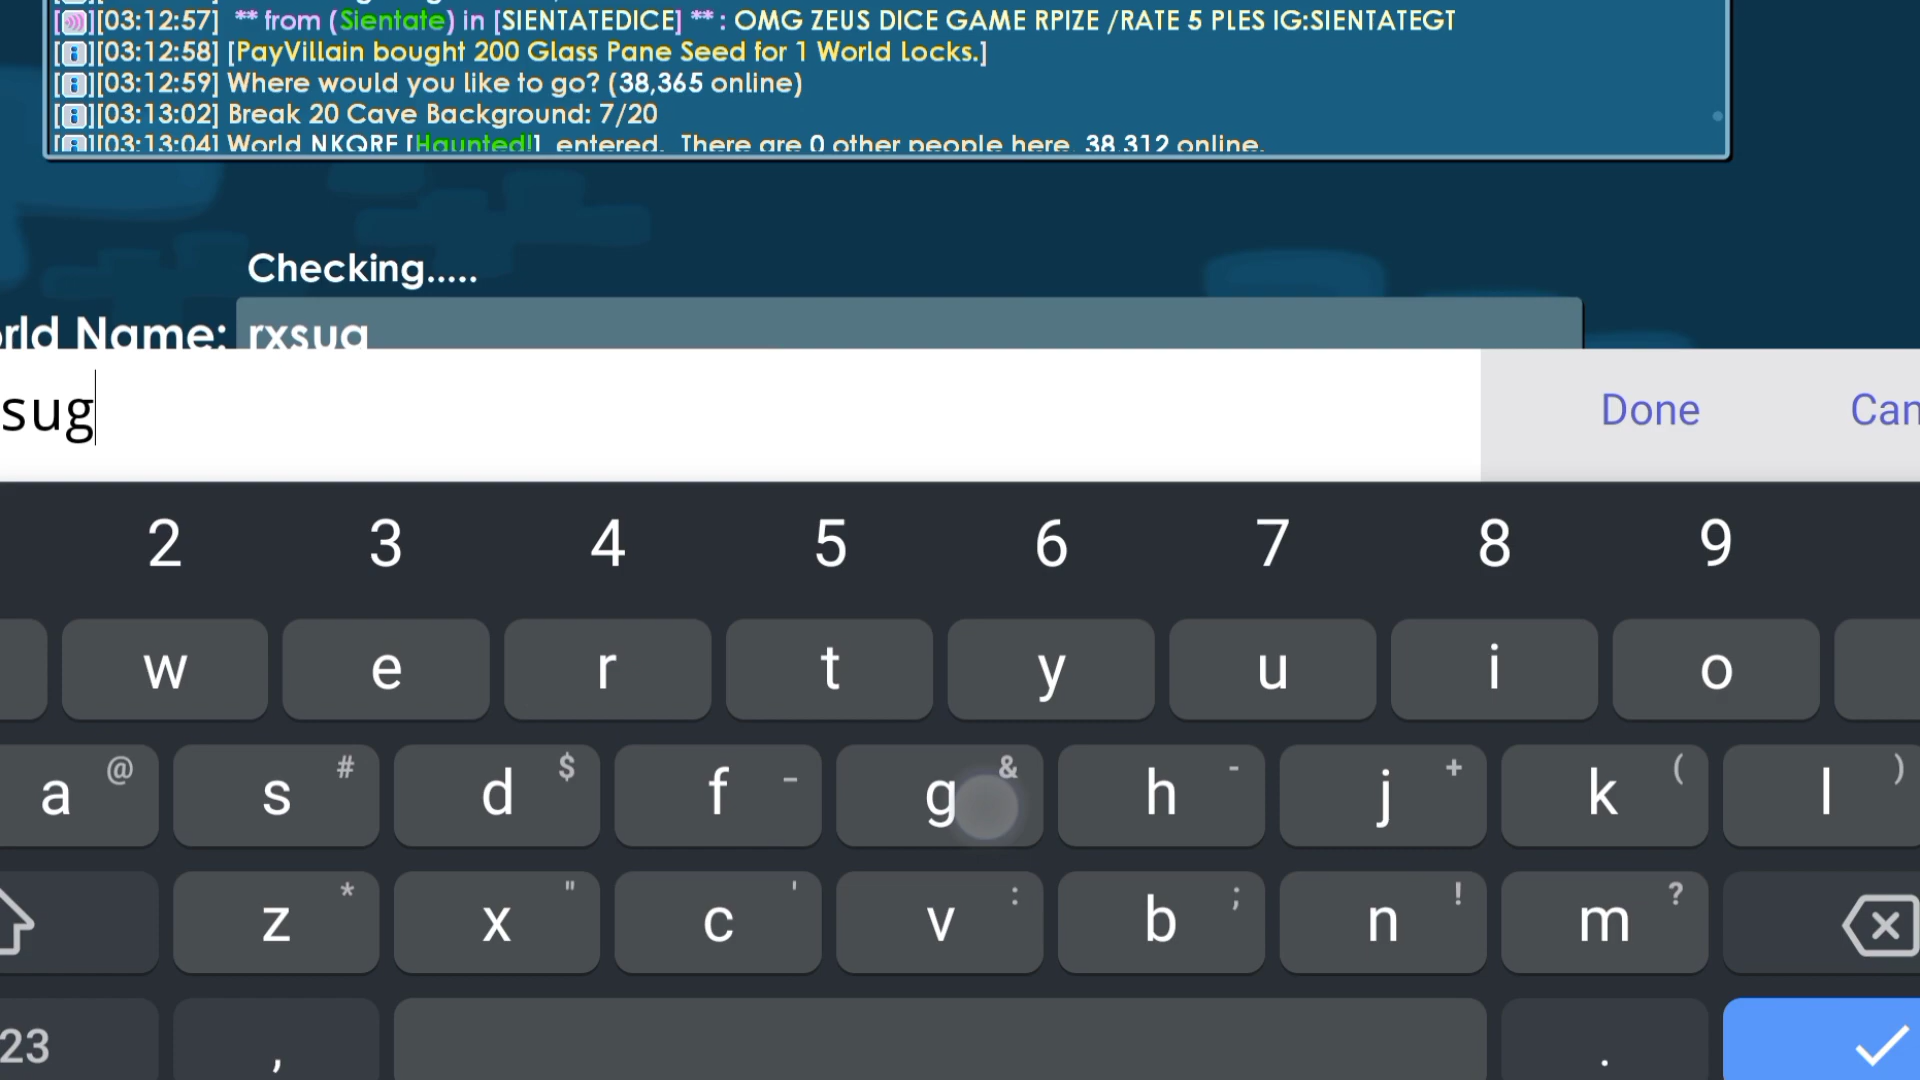 [03:12:57] ** from (Sientate) in [SIENTATEDICE] ** : OMG ZEUS DICE GAME RPIZE /RATE 5 PLES IG:SIENTATEGT
[i][03:12:58] [PayVillain bought 200 Glass Pane Seed for 1 World Locks.]
[i][03:12:59] Where would you like to go? (38,365 online)
[i][03:13:02] Break 20 Cave Background: 7/20
[i][03:13:04] World NKQRF [Haunted!] entered. There are 0 other people here, 38,312 online.
Checking.....
orld Name: rxsug
sug
Done
Can
2 3 4 5 6 7 8 9
w e r t y u i o
a @ s # d $ f _ g & h - j + k ( l )
z * x " c ' v : b ; n ! m ?
23 , .